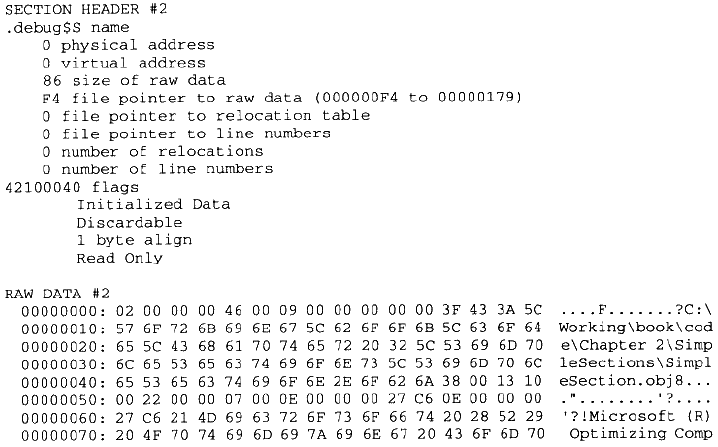 SECTION HEADER #2
.debug$S name
0 physical address
0 virtual address
86 size of raw data
F4 file pointer to raw data (000000F4 to 00000179)
0 file pointer to relocation table
0 file pointer to line numbers
0 number of relocations
0 number of line numbers
42100040 flags
Initialized Data
Discardable
1 byte align
Read Only
RAW DATA #2
00000000: 02 00 00 00 46 00 09 00 00 00 00 00 3F 43 3A 5C ....F.......?C:\
00000010: 57 6F 72 6B 69 6E 67 5C 62 6F 6F 6B 5C 63 6F 64 Working\book\cod
00000020: 65 5C 43 68 61 70 74 65 72 20 32 5C 53 69 6D 70 e\Chapter 2\Simp
00000030: 6C 65 53 65 63 74 69 6F 6E 73 5C 53 69 6D 70 6C leSections\Simpl
00000040: 65 53 65 63 74 69 6F 6E 2E 6F 62 6A 38 00 13 10 eSection.obj8...
00000050: 00 22 00 00 07 00 0E 00 00 00 27 C6 0E 00 00 00 ."........'?....
00000060: 27 C6 21 4D 69 63 72 6F 73 6F 66 74 20 28 52 29 '?!Microsoft (R)
00000070: 20 4F 70 74 69 6D 69 7A 69 6E 67 20 43 6F 6D 70 Optimizing Comp